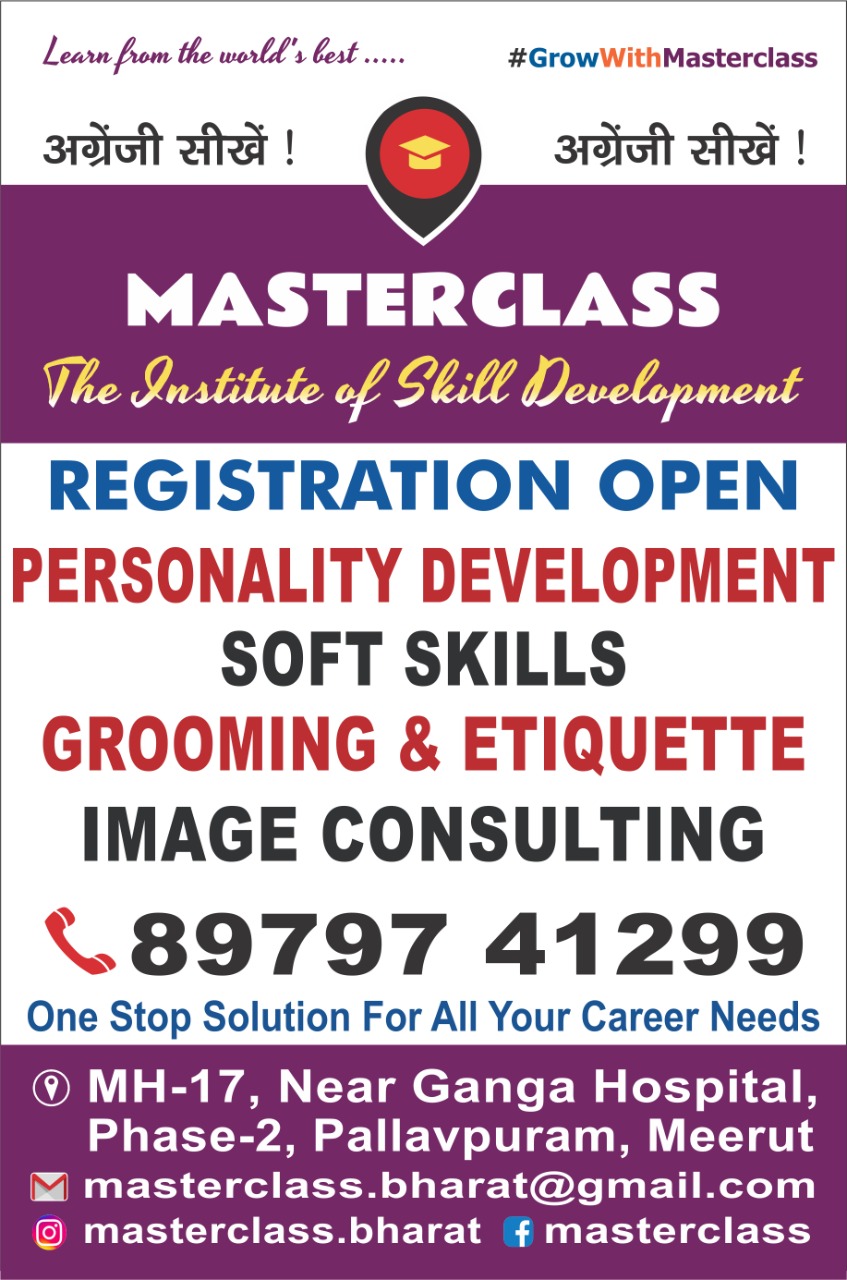 Learn from the world's best .....
#GrowWithMasterclass
अग्रेंजी सीखें !
अग्रेंजी सीखें !
MASTERCLASS
The Institute of Skill Development
REGISTRATION OPEN
PERSONALITY DEVELOPMENT
SOFT SKILLS
GROOMING & ETIQUETTE
IMAGE CONSULTING
89797 41299
One Stop Solution For All Your Career Needs
MH-17, Near Ganga Hospital,
Phase-2, Pallavpuram, Meerut
masterclass.bharat@gmail.com
masterclass.bharat masterclass